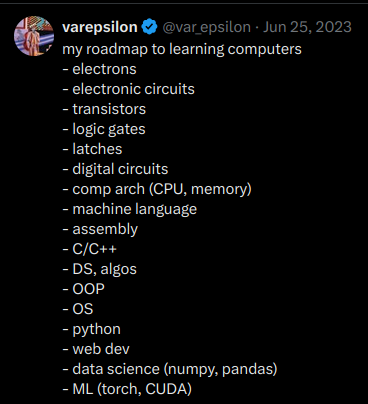 varepsilon @var_epsilon · Jun 25, 2023
my roadmap to learning computers
- electrons
- electronic circuits
- transistors
- logic gates
- latches
- digital circuits
- comp arch (CPU, memory)
- machine language
- assembly
- C/C++
- DS, algos
- OOP
- OS
- python
- web dev
- data science (numpy, pandas)
- ML (torch, CUDA)